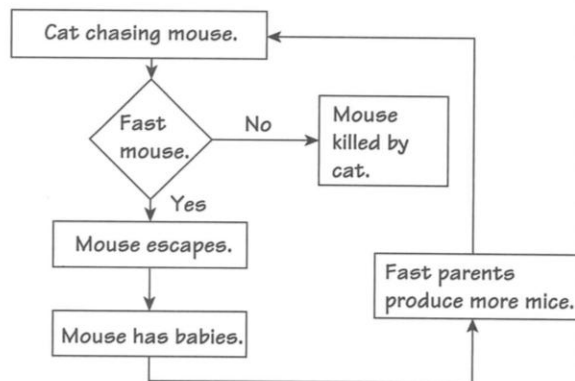 Cat chasing mouse.
Fast
mouse.
No
Mouse
killed by
cat.
Yes
Mouse escapes.
Fast parents
produce more mice.
Mouse has babies.